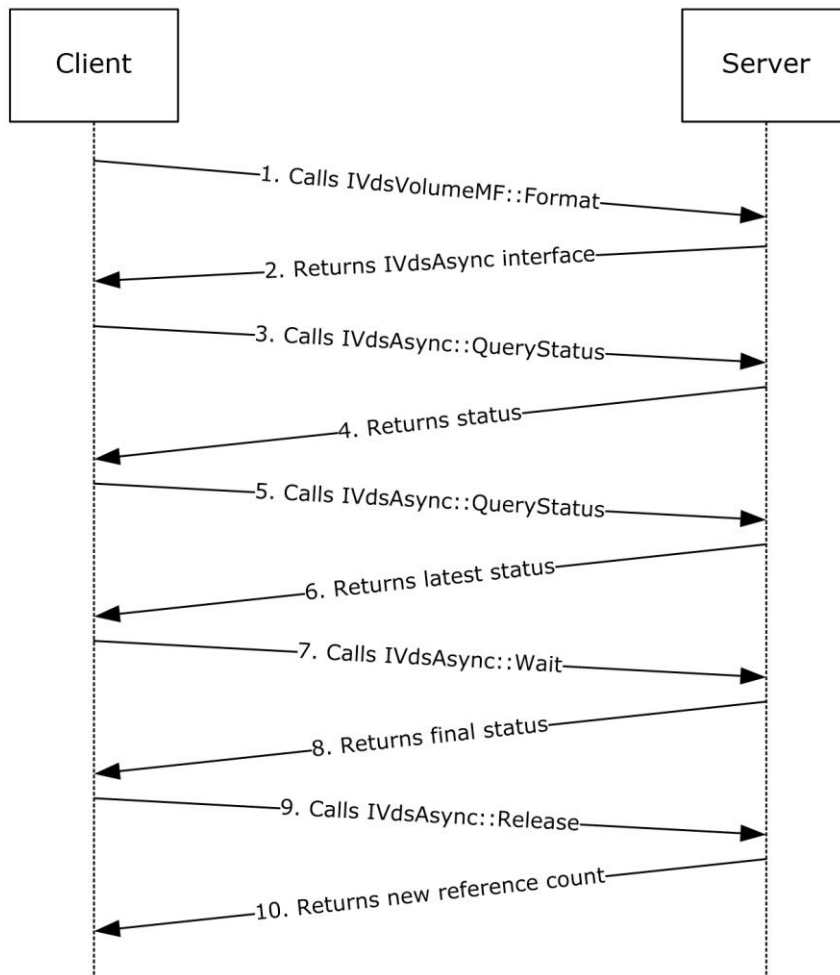 Client
Server
1. Calls IVdsVolumeMF::Format
2. Returns IVdsAsync interface
3. Calls IVdsAsync::QueryStatus
4. Returns status
5. Calls IVdsAsync::QueryStatus
6. Returns latest status
7. Calls IVdsAsync::Wait
8. Returns final status
9. Calls IVdsAsync::Release
10. Returns new reference count